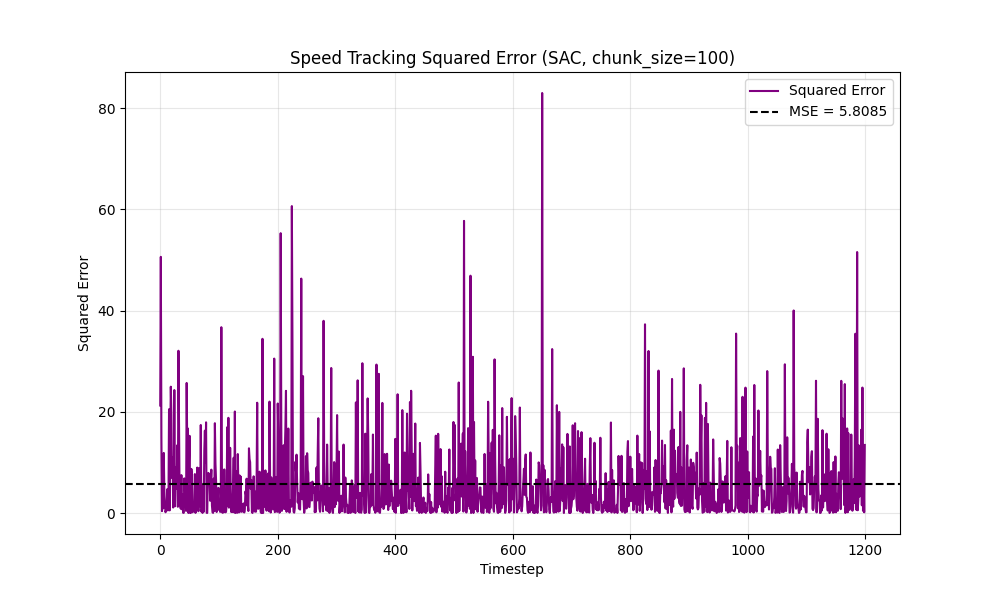 Speed Tracking Squared Error (SAC, chunk_size=100)
Squared Error
MSE = 5.8085
80
60
40
20
0
Squared Error
0 200 400 600 800 1000 1200
Timestep